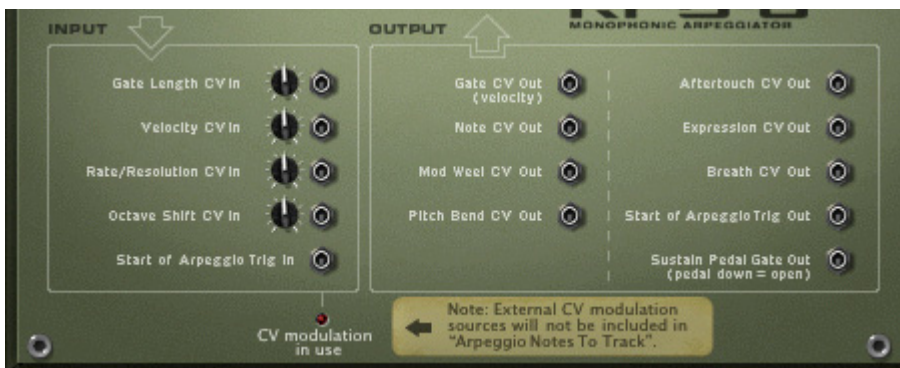 INPUT
OUTPUT
MONOPHONIC ARPEGGIATOR
Gate Length CV In
Velocity CV In
Rate/Resolution CV In
Octave Shift CV In
Start of Arpeggio Trig In
Gate CV Out
(velocity)
Note CV Out
Mod Weel CV Out
Pitch Bend CV Out
Aftertouch CV Out
Expression CV Out
Breath CV Out
Start of Arpeggio Trig Out
Sustain Pedal Gate Out
(pedal down = open)
CV modulation
in use
Note: External CV modulation
sources will not be included in
"Arpeggio Notes To Track".